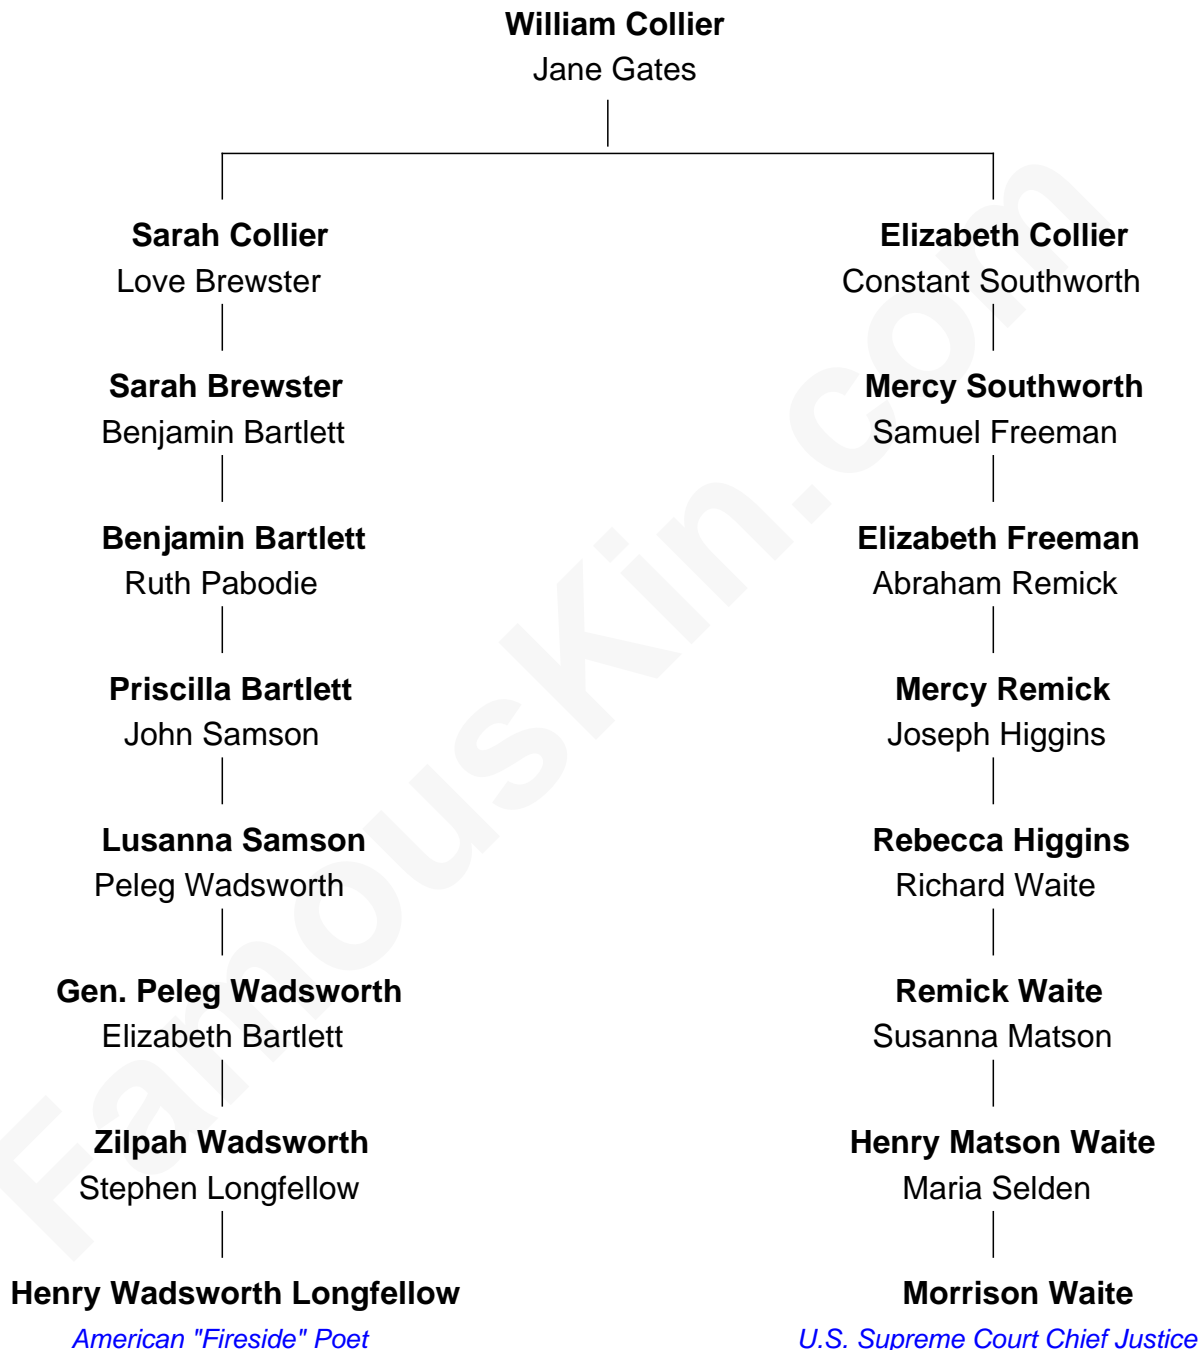 William Collier
Jane Gates
Sarah Collier
Love Brewster
Elizabeth Collier
Constant Southworth
Sarah Brewster
Benjamin Bartlett
Mercy Southworth
Samuel Freeman
Benjamin Bartlett
Ruth Pabodie
Elizabeth Freeman
Abraham Remick
Priscilla Bartlett
John Samson
Mercy Remick
Joseph Higgins
Lusanna Samson
Peleg Wadsworth
Rebecca Higgins
Richard Waite
Gen. Peleg Wadsworth
Elizabeth Bartlett
Remick Waite
Susanna Matson
Zilpah Wadsworth
Stephen Longfellow
Henry Matson Waite
Maria Selden
Henry Wadsworth Longfellow
American "Fireside" Poet
Morrison Waite
U.S. Supreme Court Chief Justice
FamousKin.com